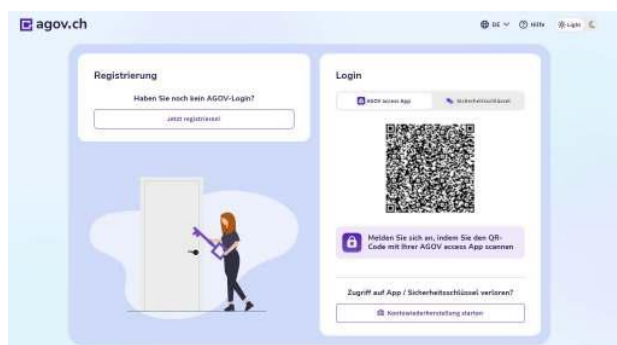 agov.ch
DE
Hilfe
Light
Registrierung
Haben Sie noch kein AGOV-Login?
Jetzt registrieren!
Login
AGOV access App
Sicherheitsschlüssel
Melden Sie sich an, indem Sie den QR-
Code mit Ihrer AGOV access App scannen
Zugriff auf App / Sicherheitsschlüssel verloren?
Kontowiederherstellung starten